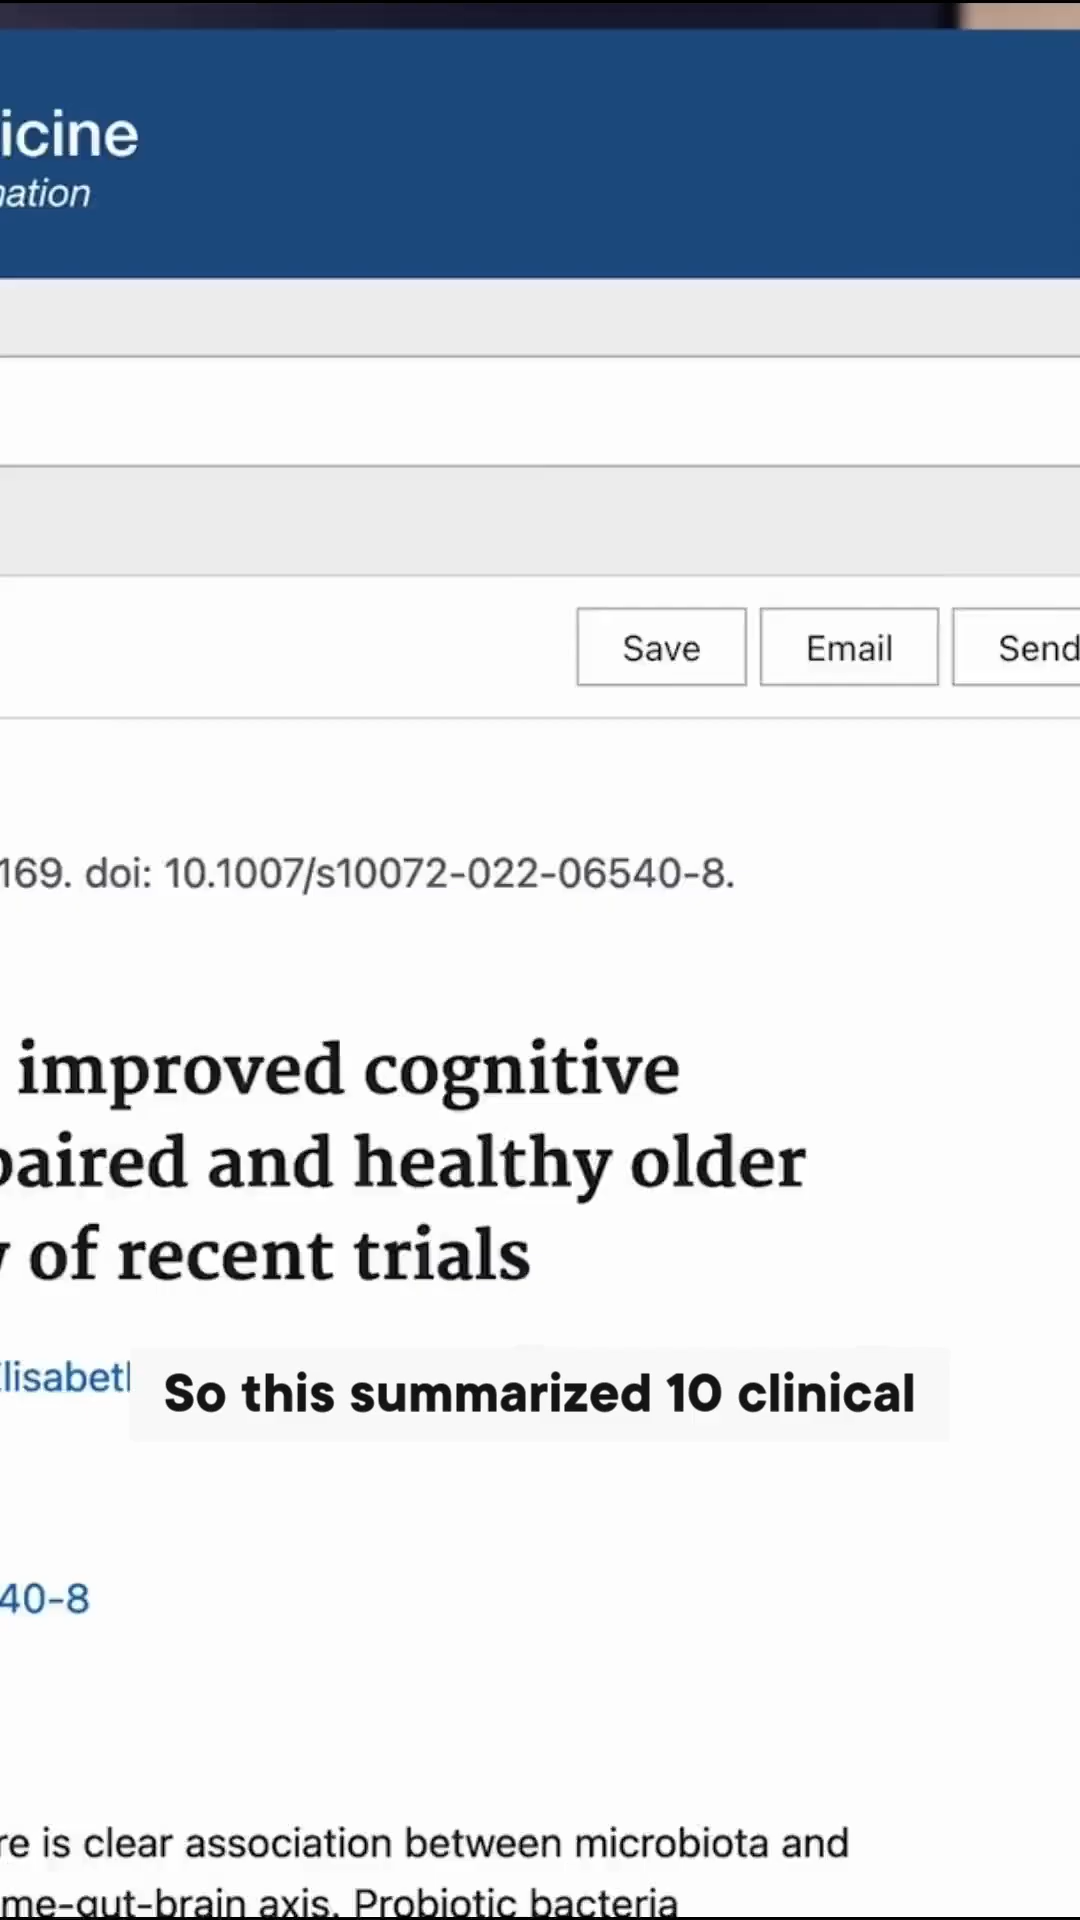 icine
nation
Save
Email
Send
169. doi: 10.1007/s10072-022-06540-8.
improved cognitive
paired and healthy older
y of recent trials
Elisabeth
So this summarized 10 clinical
40-8
re is clear association between microbiota and
me-gut-brain axis. Probiotic bacteria